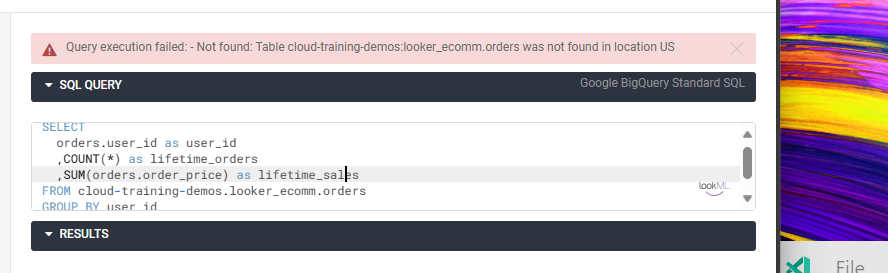 Query execution failed: - Not found: Table cloud-training-demos:looker_ecomm.orders was not found in location US
SQL QUERY
Google BigQuery Standard SQL
SELECT
orders.user_id as user_id
,COUNT(*) as lifetime_orders
,SUM(orders.order_price) as lifetime_sales
FROM cloud-training-demos.looker_ecomm.orders
GROUP BY user_id
lookML
RESULTS
File